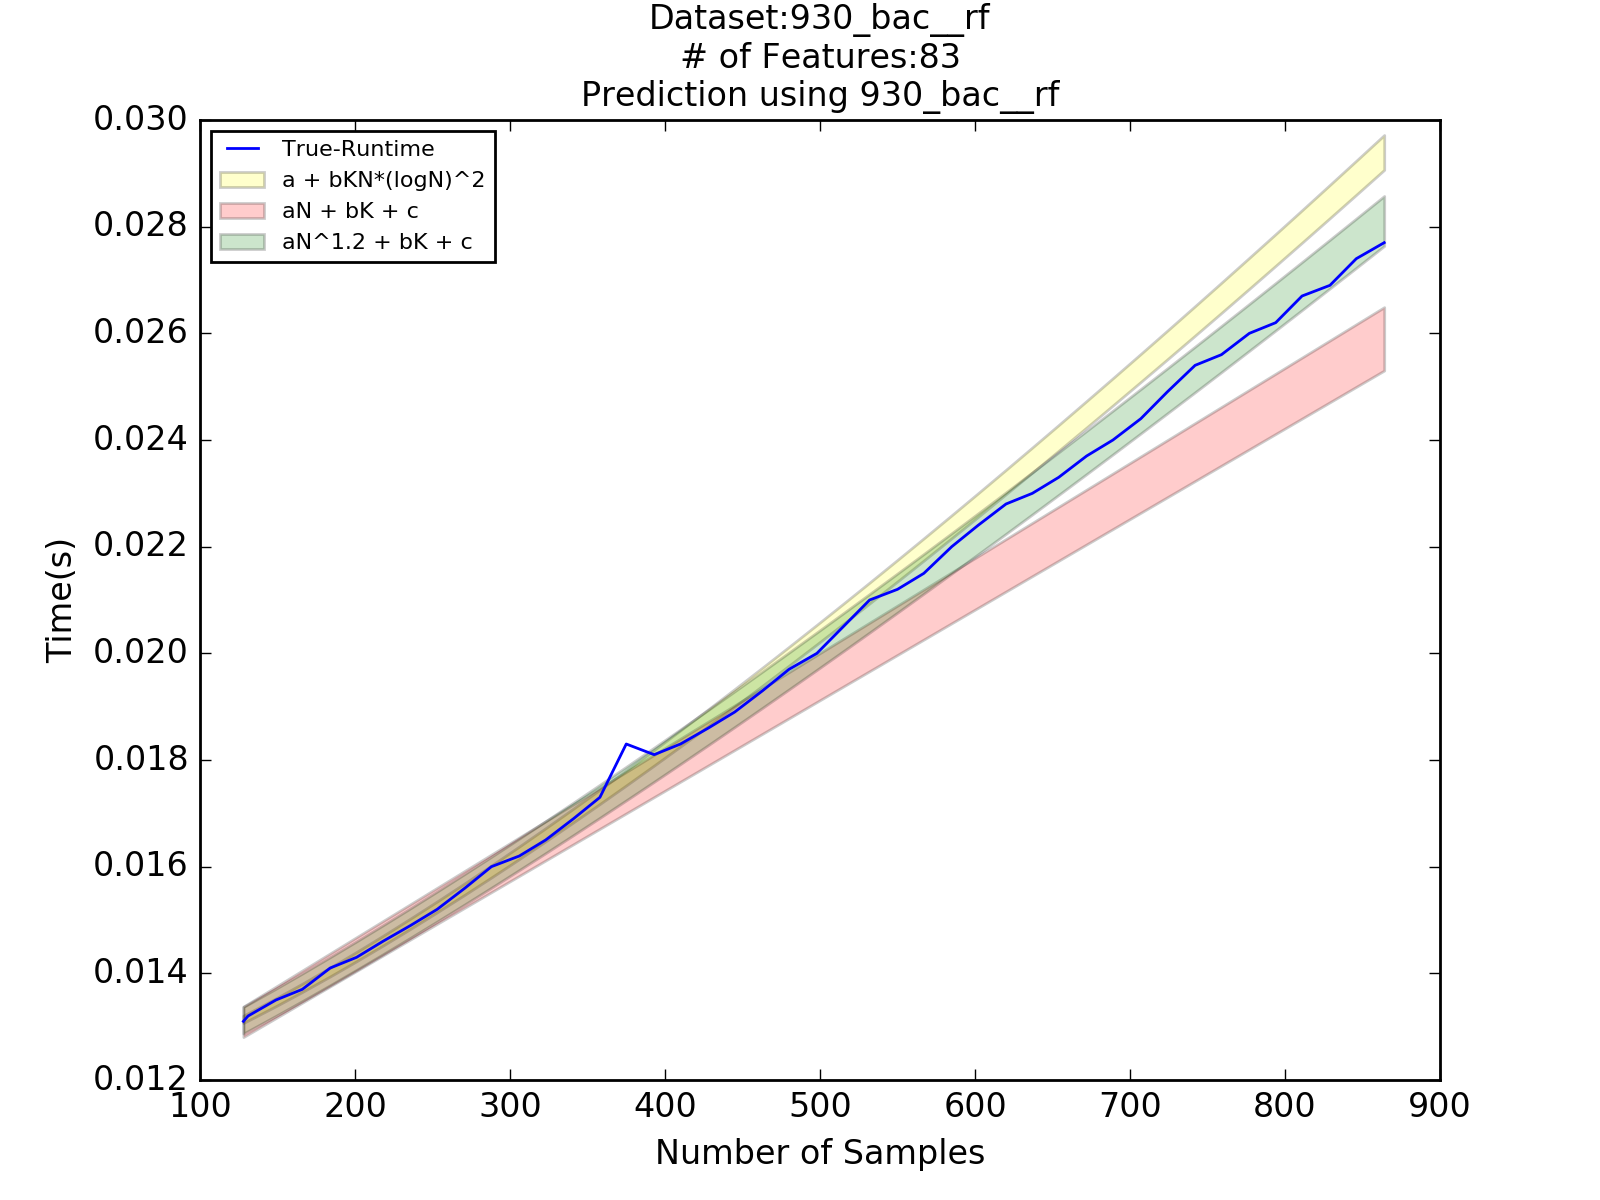 Dataset:930_bac__rf
# of Features:83
Prediction using 930_bac__rf
True-Runtime
a + bKN*(logN)^2
aN + bK + c
aN^1.2 + bK + c
0.030
0.028
0.026
0.024
0.022
0.020
0.018
0.016
0.014
0.012
Time(s)
100 200 300 400 500 600 700 800 900
Number of Samples